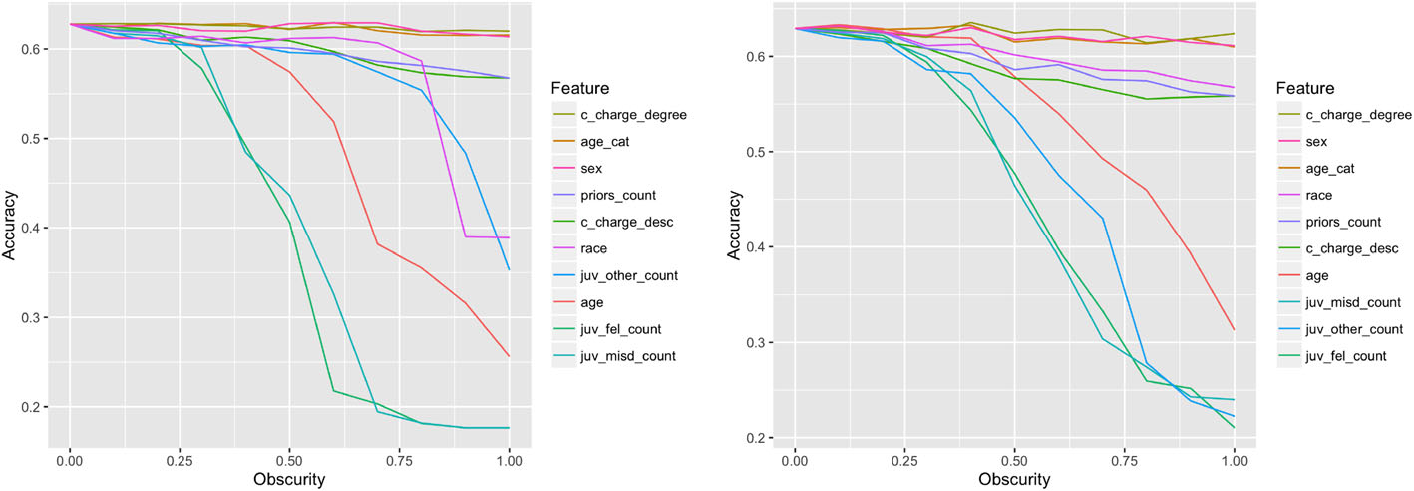 Accuracy
0.6
0.5
0.4
0.3
0.2
0.00
0.25
0.50
0.75
1.00
Obscurity
Feature
c_charge_degree
age_cat
sex
priors_count
c_charge_desc
race
juv_other_count
age
juv_fel_count
juv_misd_count
Accuracy
0.6
0.5
0.4
0.3
0.2
0.00
0.25
0.50
0.75
1.00
Obscurity
Feature
c_charge_degree
sex
age_cat
race
priors_count
c_charge_desc
age
juv_misd_count
juv_other_count
juv_fel_count